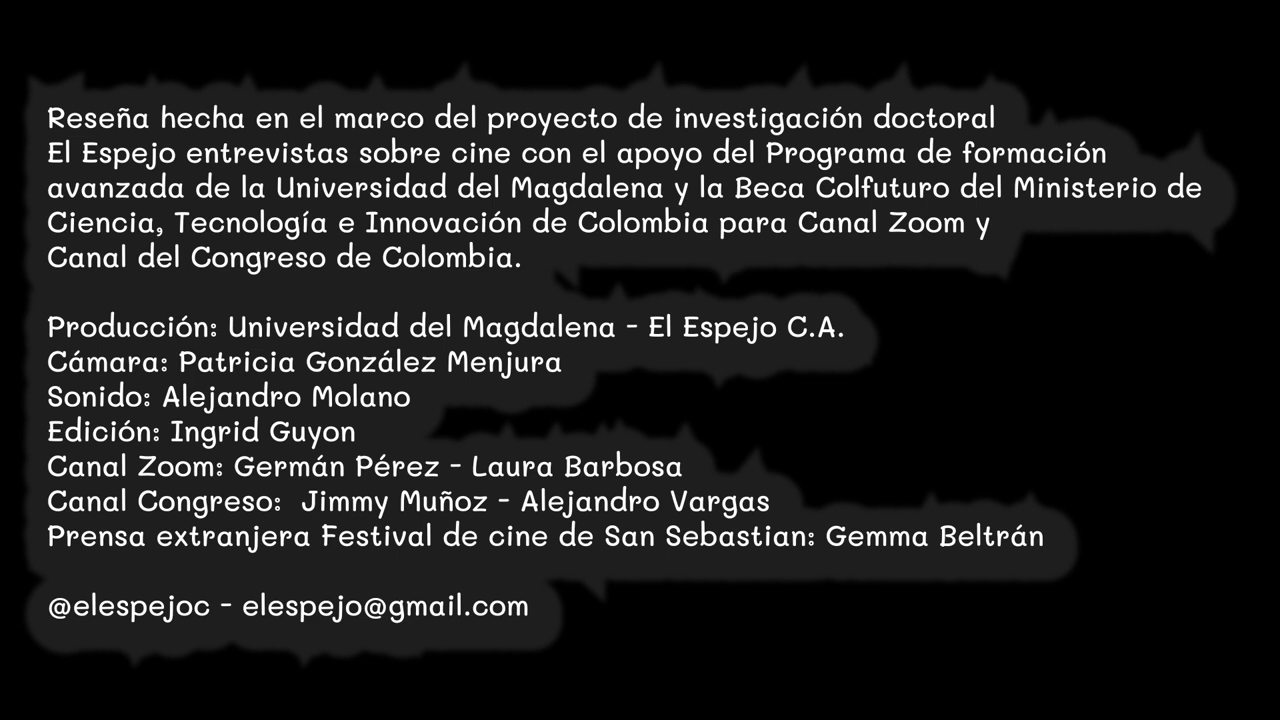 Reseña hecha en el marco del proyecto de investigación doctoral
El Espejo entrevistas sobre cine con el apoyo del Programa de formación
avanzada de la Universidad del Magdalena y la Beca Colfuturo del Ministerio de
Ciencia, Tecnología e Innovación de Colombia para Canal Zoom y
Canal del Congreso de Colombia.
Producción: Universidad del Magdalena - El Espejo C.A.
Cámara: Patricia González Menjura
Sonido: Alejandro Molano
Edición: Ingrid Guyon
Canal Zoom: Germán Pérez - Laura Barbosa
Canal Congreso:  Jimmy Muñoz - Alejandro Vargas
Prensa extranjera Festival de cine de San Sebastian: Gemma Beltrán
@elespejoc - elespejo@gmail.com